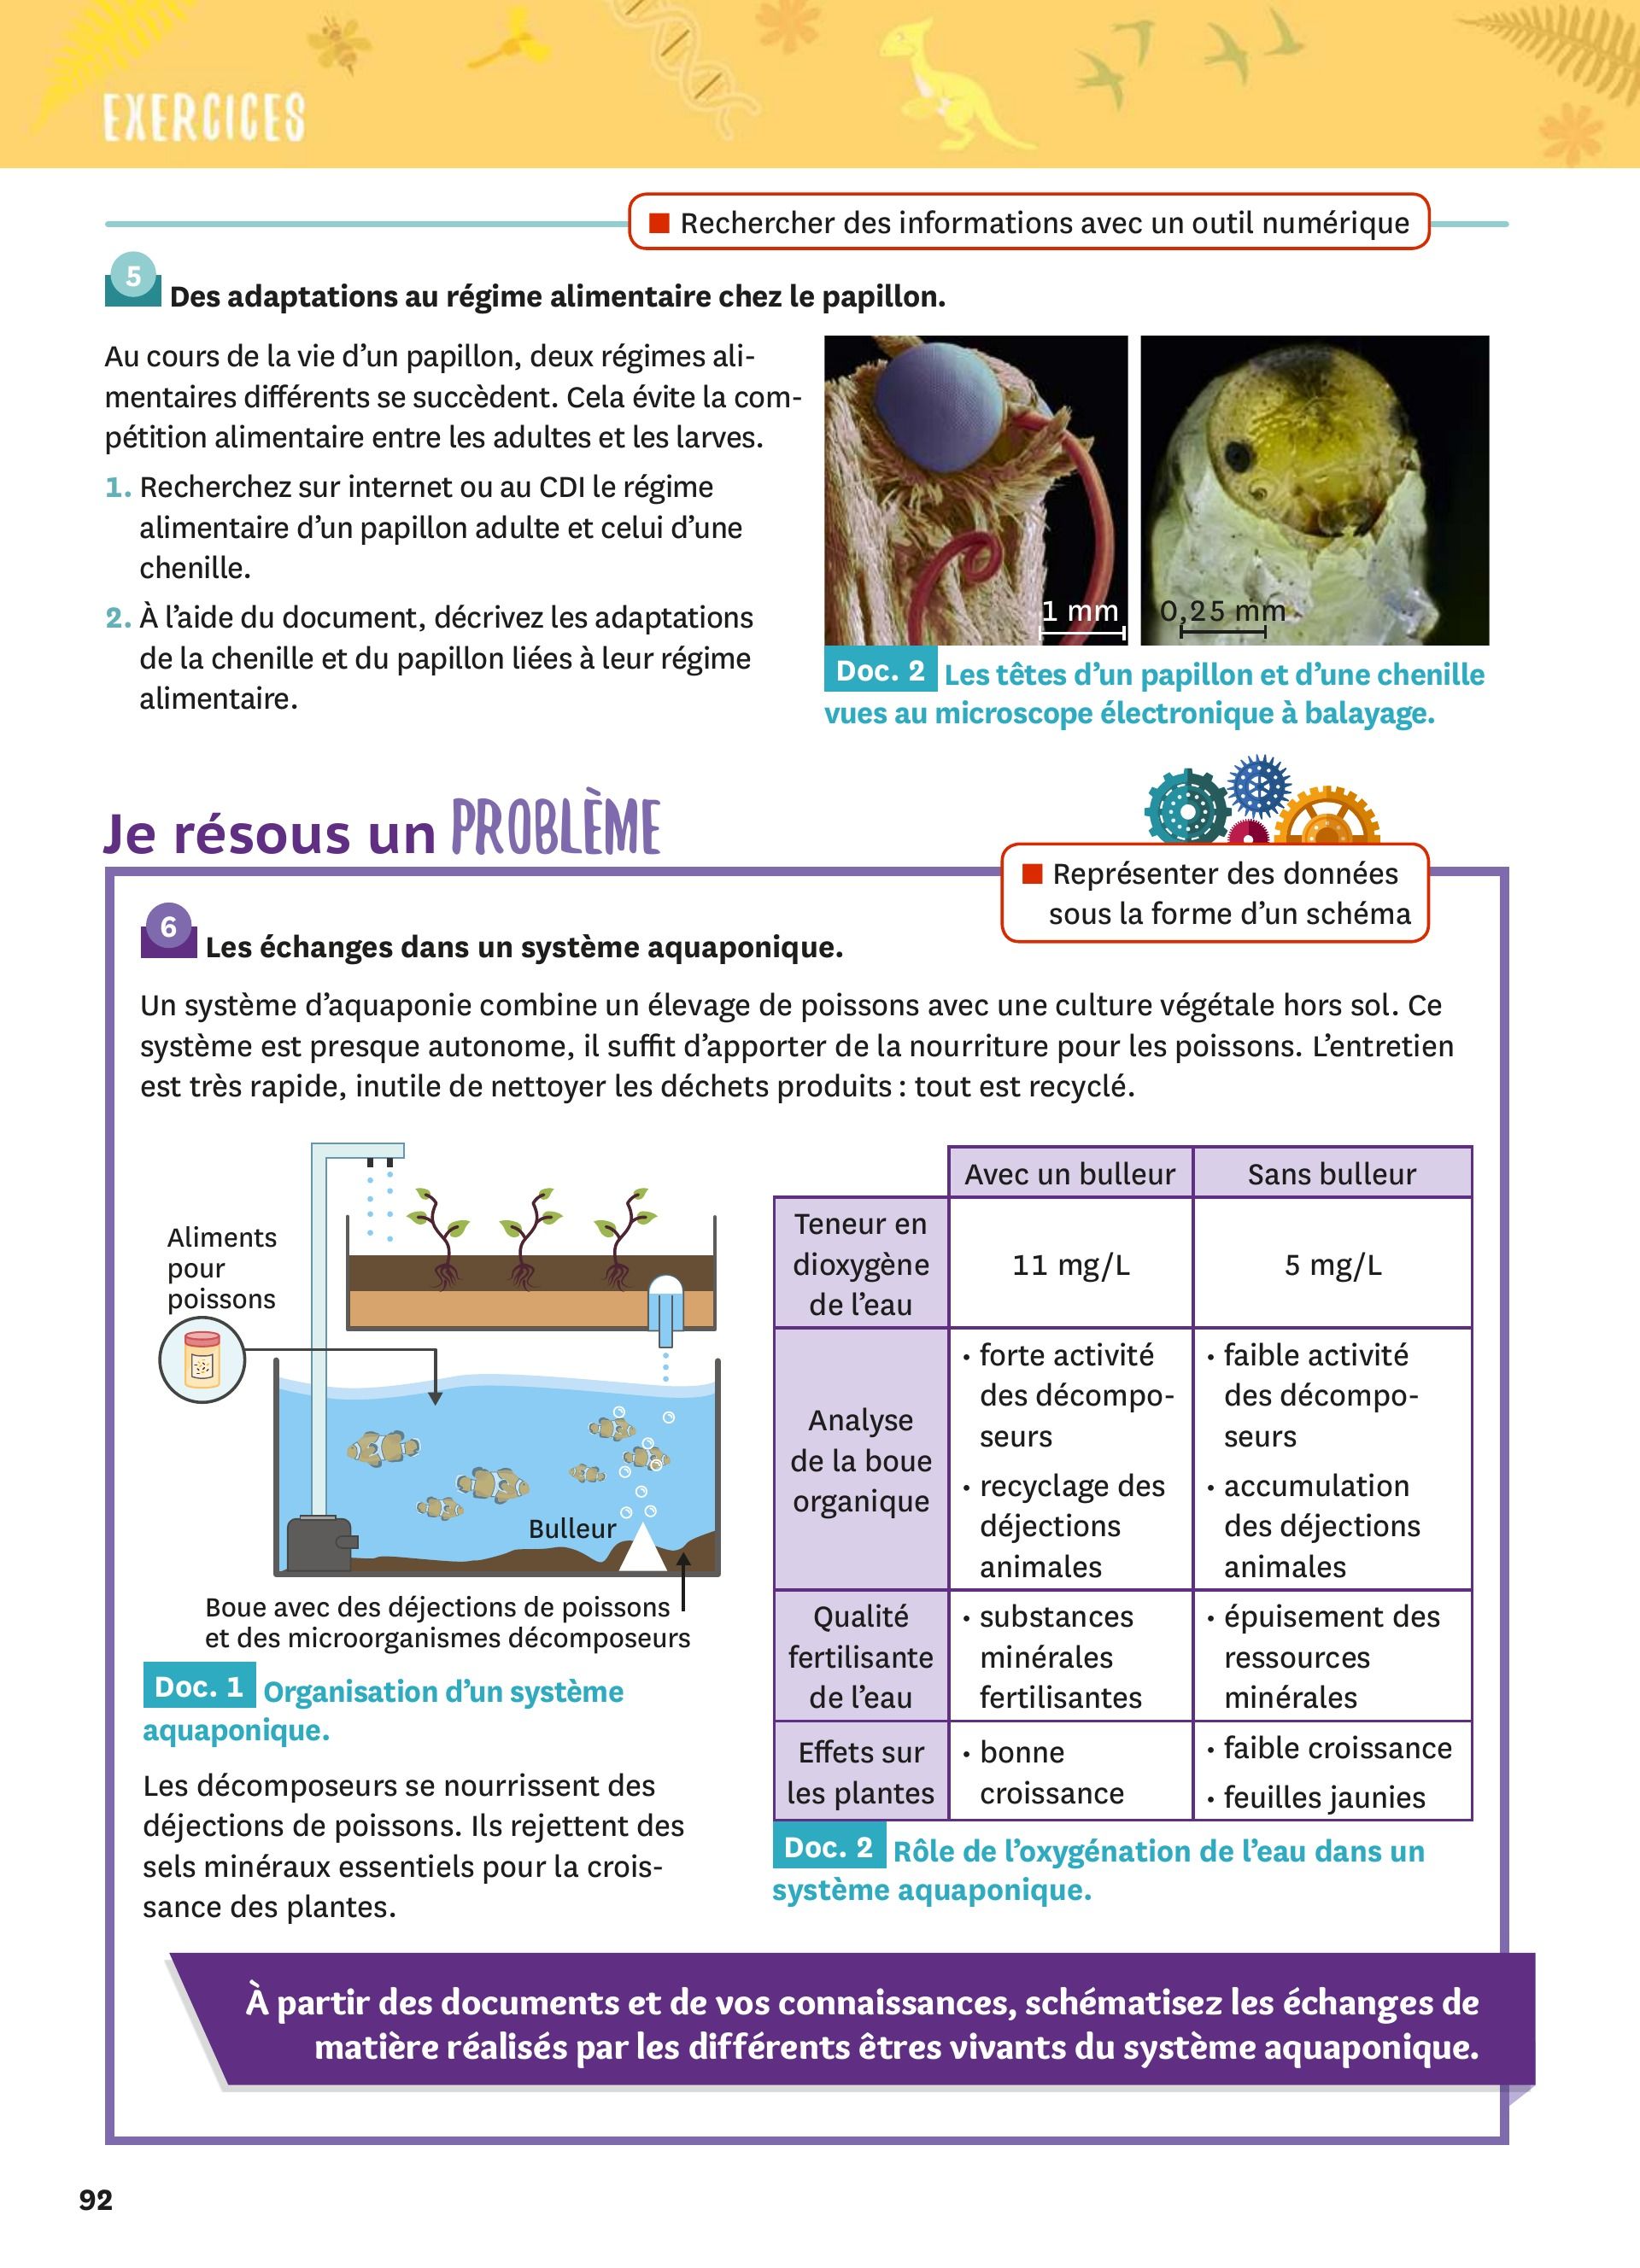 EXERCICES
■ Rechercher des informations avec un outil numérique
5 Des adaptations au régime alimentaire chez le papillon.
Au cours de la vie d'un papillon, deux régimes ali-
mentaires différents se succèdent. Cela évite la com-
pétition alimentaire entre les adultes et les larves.
1. Recherchez sur internet ou au CDI le régime
alimentaire d'un papillon adulte et celui d'une
chenille.
2. À l'aide du document, décrivez les adaptations
de la chenille et du papillon liées à leur régime
alimentaire.
1 mm
0,25 mm
Doc. 2 Les têtes d'un papillon et d'une chenille
vues au microscope électronique à balayage.
Je résous un PROBLÈME
■ Représenter des données
sous la forme d'un schéma
6 Les échanges dans un système aquaponique.
Un système d'aquaponie combine un élevage de poissons avec une culture végétale hors sol. Ce
système est presque autonome, il suffit d'apporter de la nourriture pour les poissons. L'entretien
est très rapide, inutile de nettoyer les déchets produits : tout est recyclé.
Aliments
pour
poissons
Bulleur
Boue avec des déjections de poissons
et des microorganismes décomposeurs
Doc. 1 Organisation d'un système
aquaponique.
Les décomposeurs se nourrissent des
déjections de poissons. Ils rejettent des
sels minéraux essentiels pour la crois-
sance des plantes.
Avec un bulleur
Sans bulleur
Teneur en
dioxygène
de l'eau
11 mg/L
5 mg/L
Analyse
de la boue
organique
• forte activité
des décompo-
seurs
• recyclage des
déjections
animales
• faible activité
des décompo-
seurs
• accumulation
des déjections
animales
Qualité
fertilisante
de l'eau
• substances
minérales
fertilisantes
• épuisement des
ressources
minérales
Effets sur
les plantes
• bonne
croissance
• faible croissance
• feuilles jaunies
Doc. 2 Rôle de l'oxygénation de l'eau dans un
système aquaponique.
À partir des documents et de vos connaissances, schématisez les échanges de
matière réalisés par les différents êtres vivants du système aquaponique.
92